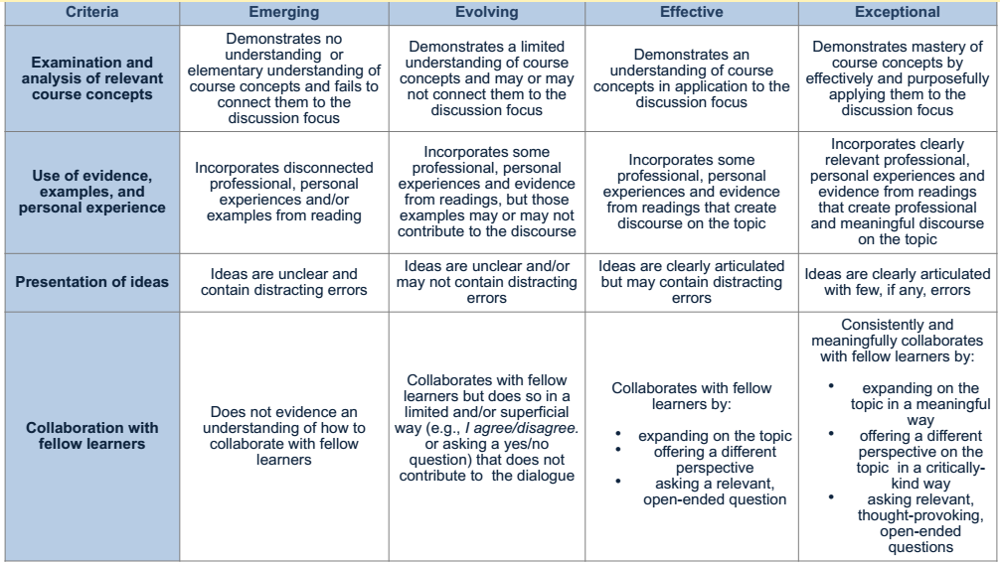 Criteria
Emerging
Evolving
Effective
Exceptional
Examination and
analysis of relevant
course concepts
Demonstrates no
understanding or
elementary understanding of
course concepts and fails to
connect them to the
discussion focus
Demonstrates a limited
understanding of course
concepts and may or may
not connect them to the
discussion focus
Demonstrates an
understanding of course
concepts in application to the
discussion focus
Demonstrates mastery of
course concepts by
effectively and purposefully
applying them to the
discussion focus
Use of evidence,
examples, and
personal experience
Incorporates disconnected
professional, personal
experiences and/or
examples from reading
Incorporates some
professional, personal
experiences and evidence
from readings, but those
examples may or may not
contribute to the discourse
Incorporates some
professional, personal
experiences and evidence
from readings that create
discourse on the topic
Incorporates clearly
relevant professional,
personal experiences and
evidence from readings
that create professional
and meaningful discourse
on the topic
Presentation of ideas
Ideas are unclear and
contain distracting errors
Ideas are unclear and/or
may not contain distracting
errors
Ideas are clearly articulated
but may contain distracting
errors
Ideas are clearly articulated
with few, if any, errors
Collaboration with
fellow learners
Does not evidence an
understanding of how to
collaborate with fellow
learners
Collaborates with fellow
learners but does so in a
limited and/or superficial
way (e.g., I agree/disagree.
or asking a yes/no
question) that does not
contribute to the dialogue
Collaborates with fellow
learners by:
• expanding on the topic
• offering a different
perspective
• asking a relevant,
open-ended question
Consistently and
meaningfully collaborates
with fellow learners by:
• expanding on the
topic in a meaningful
way
• offering a different
perspective on the
topic in a critically-
kind way
• asking relevant,
thought-provoking,
open-ended
questions